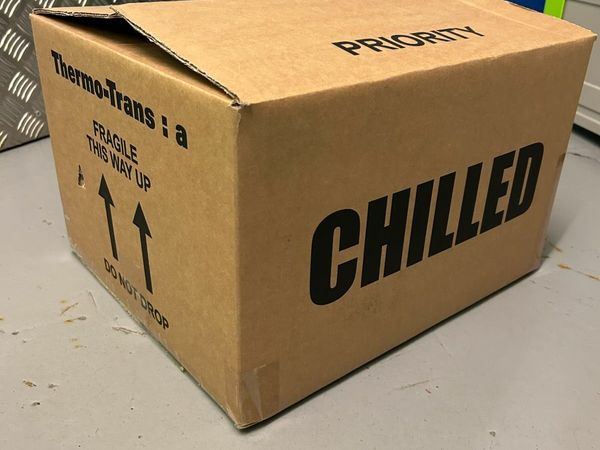 PRIORITY
Thermo-Trans : a
FRAGILE
THIS WAY UP
DO NOT DROP
CHILLED